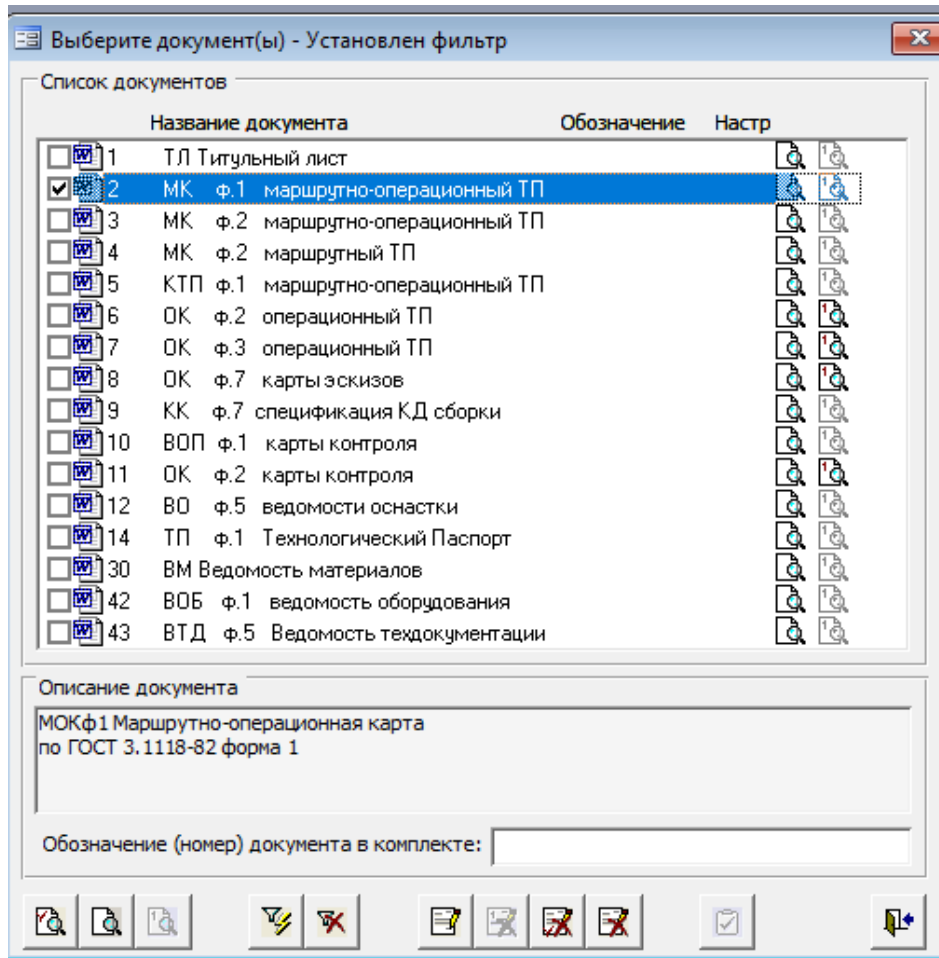 Выберите документ(ы) - Установлен фильтр
Список документов
Название документа Обозначение Настр
1 ТЛ Титульный лист
2 МК ф.1 маршрутно-операционный ТП
3 МК ф.2 маршрутно-операционный ТП
4 МК ф.2 маршрутный ТП
5 КТП ф.1 маршрутно-операционный ТП
6 ОК ф.2 операционный ТП
7 ОК ф.3 операционный ТП
8 ОК ф.7 карты эскизов
9 КК ф.7 спецификация КД сборки
10 ВОП ф.1 карты контроля
11 ОК ф.2 карты контроля
12 ВО ф.5 ведомости оснастки
14 ТП ф.1 Технологический Паспорт
30 ВМ Ведомость материалов
42 ВОБ ф.1 ведомость оборудования
43 ВТД ф.5 Ведомость техдокументации
Описание документа
МОКф1 Маршрутно-операционная карта
по ГОСТ 3.1118-82 форма 1
Обозначение (номер) документа в комплекте: